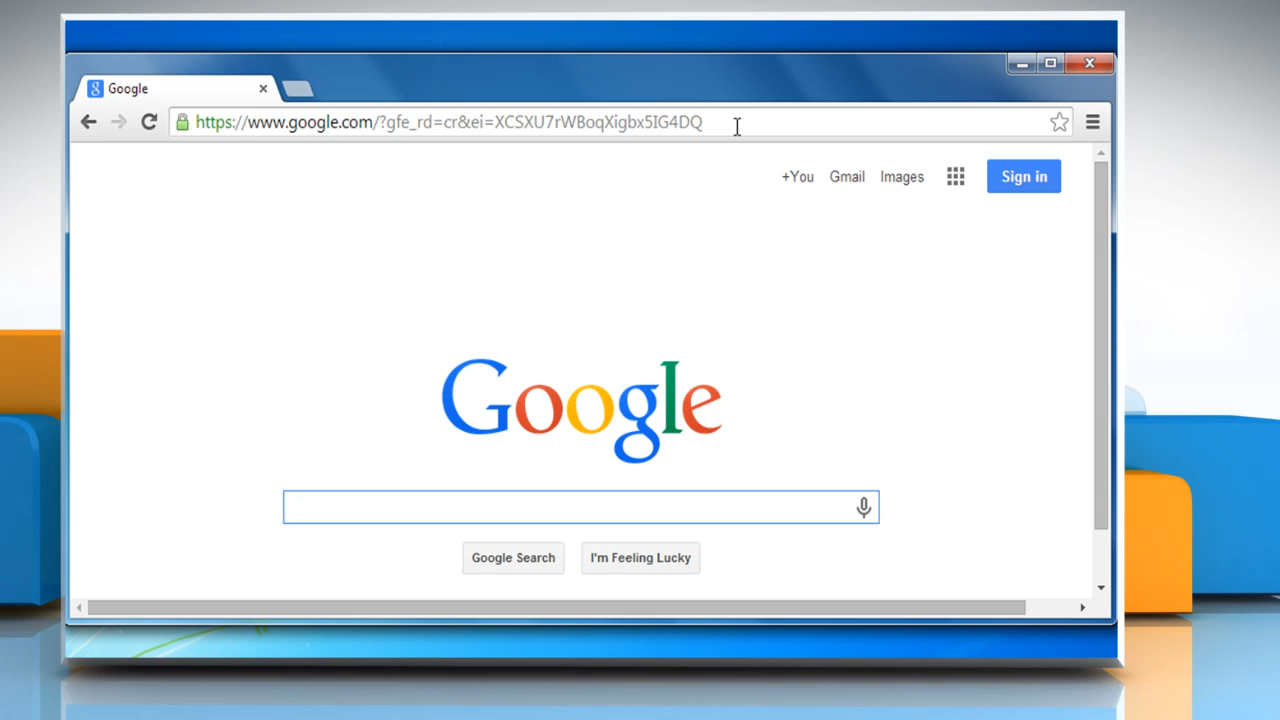 Google
https://www.google.com/?gfe_rd=cr&ei=XCSXU7rWBoqXigbx5IG4DQ
+You Gmail Images Sign in
Google
Google Search I'm Feeling Lucky